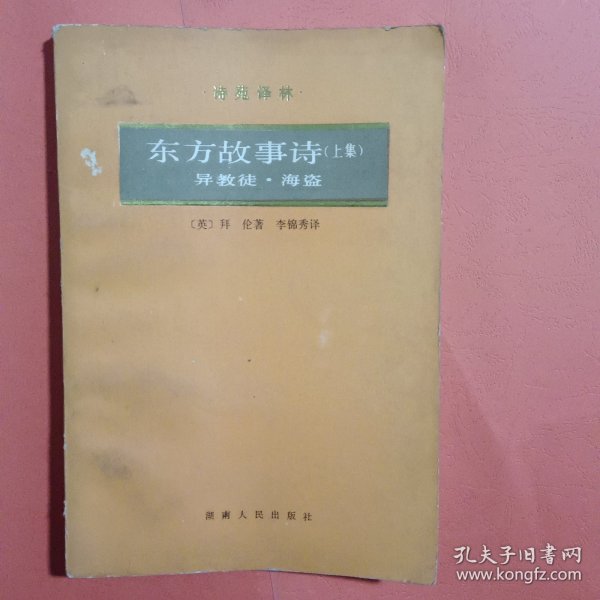 ·诗苑译林·
东方故事诗(上集)
异教徒·海盗
〔英〕拜 伦著 李锦秀译
湖南人民出版社
孔夫子旧书网
www.kongfz.com